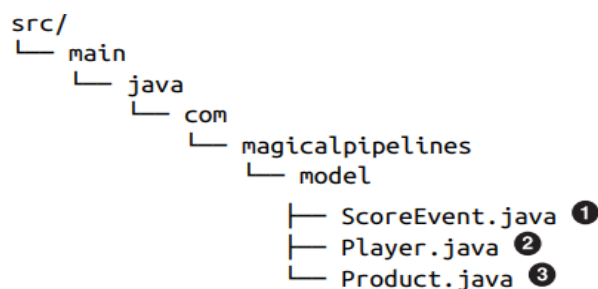 src/
└── main
└── java
└── com
└── magicalpipelines
└── model
├── ScoreEvent.java ❶
├── Player.java ❷
└── Product.java ❸